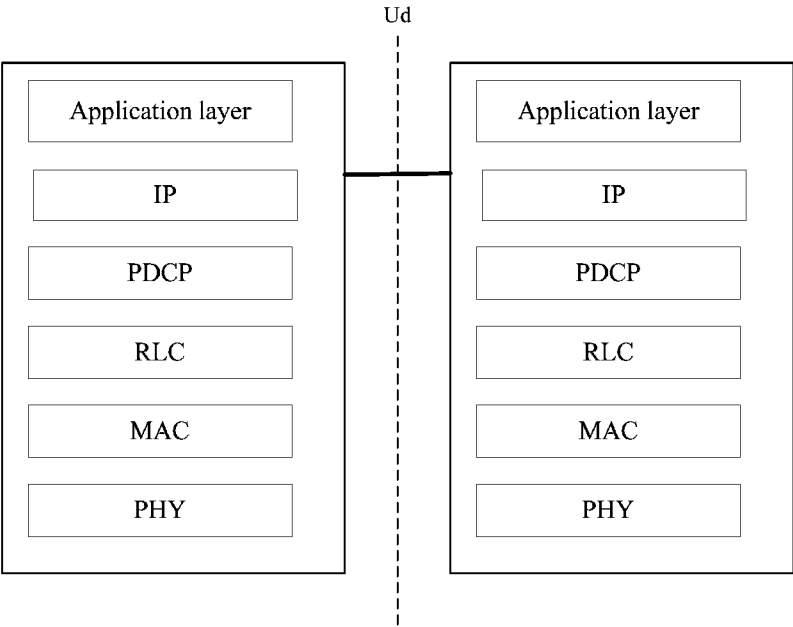 Ud
Application layer
IP
PDCP
RLC
MAC
PHY
Application layer
IP
PDCP
RLC
MAC
PHY